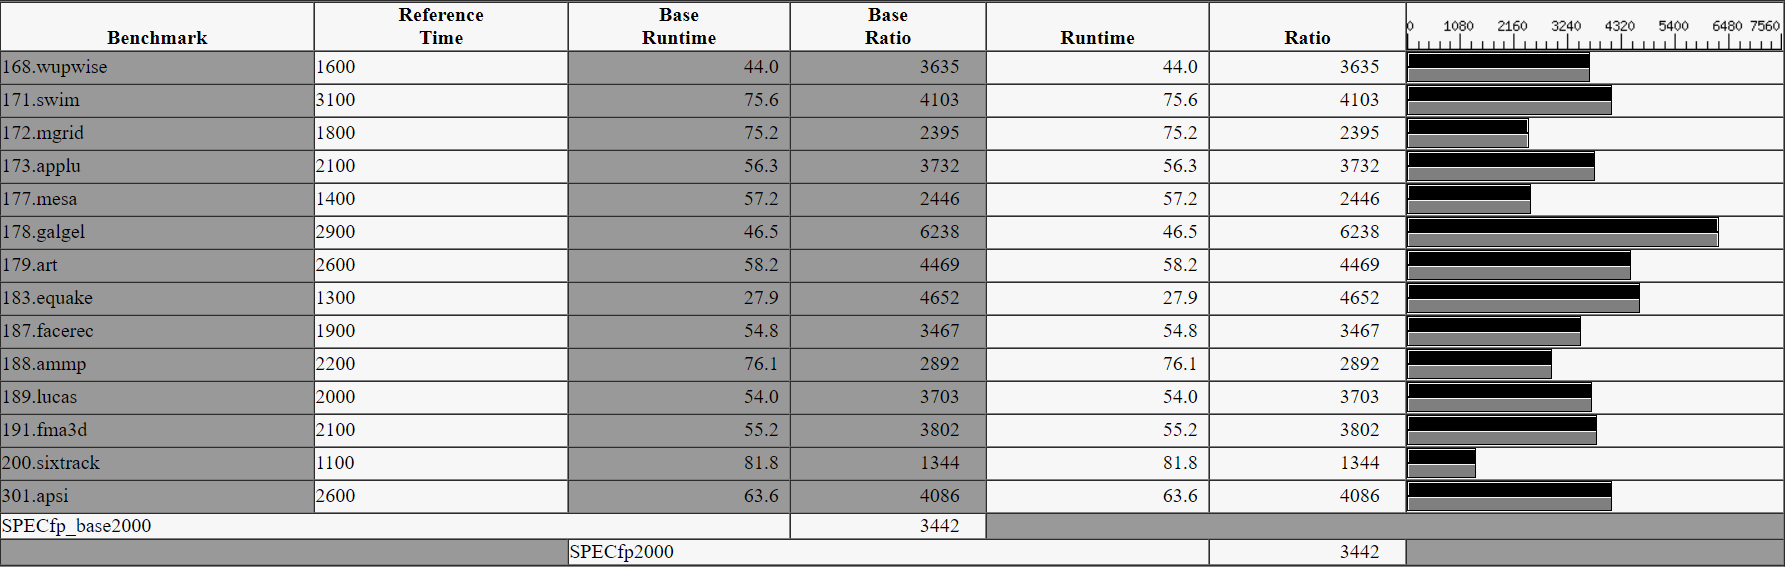 Benchmark Reference Time Base Runtime Base Ratio Runtime Ratio 0 1080 2160 3240 4320 5400 6480 7560
168.wupwise 1600 44.0 3635 44.0 3635
171.swim 3100 75.6 4103 75.6 4103
172.mgrid 1800 75.2 2395 75.2 2395
173.applu 2100 56.3 3732 56.3 3732
177.mesa 1400 57.2 2446 57.2 2446
178.galgel 2900 46.5 6238 46.5 6238
179.art 2600 58.2 4469 58.2 4469
183.equake 1300 27.9 4652 27.9 4652
187.facerec 1900 54.8 3467 54.8 3467
188.ammp 2200 76.1 2892 76.1 2892
189.lucas 2000 54.0 3703 54.0 3703
191.fma3d 2100 55.2 3802 55.2 3802
200.sixtrack 1100 81.8 1344 81.8 1344
301.apsi 2600 63.6 4086 63.6 4086
SPECfp_base2000 3442
SPECfp2000 3442